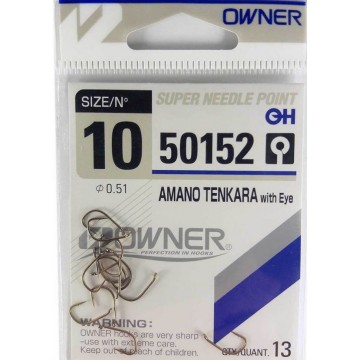 OWNER
SIZE/N°
SUPER NEEDLE POINT
10
50152
φ 0.51
AMANO TENKARA with Eye
OWNER
PERFECTION IN HOOKS
WARNING:
OWNER hooks are very sharp
-use with extreme care.
Keep out of reach of children.
QTY/QUANT. 13